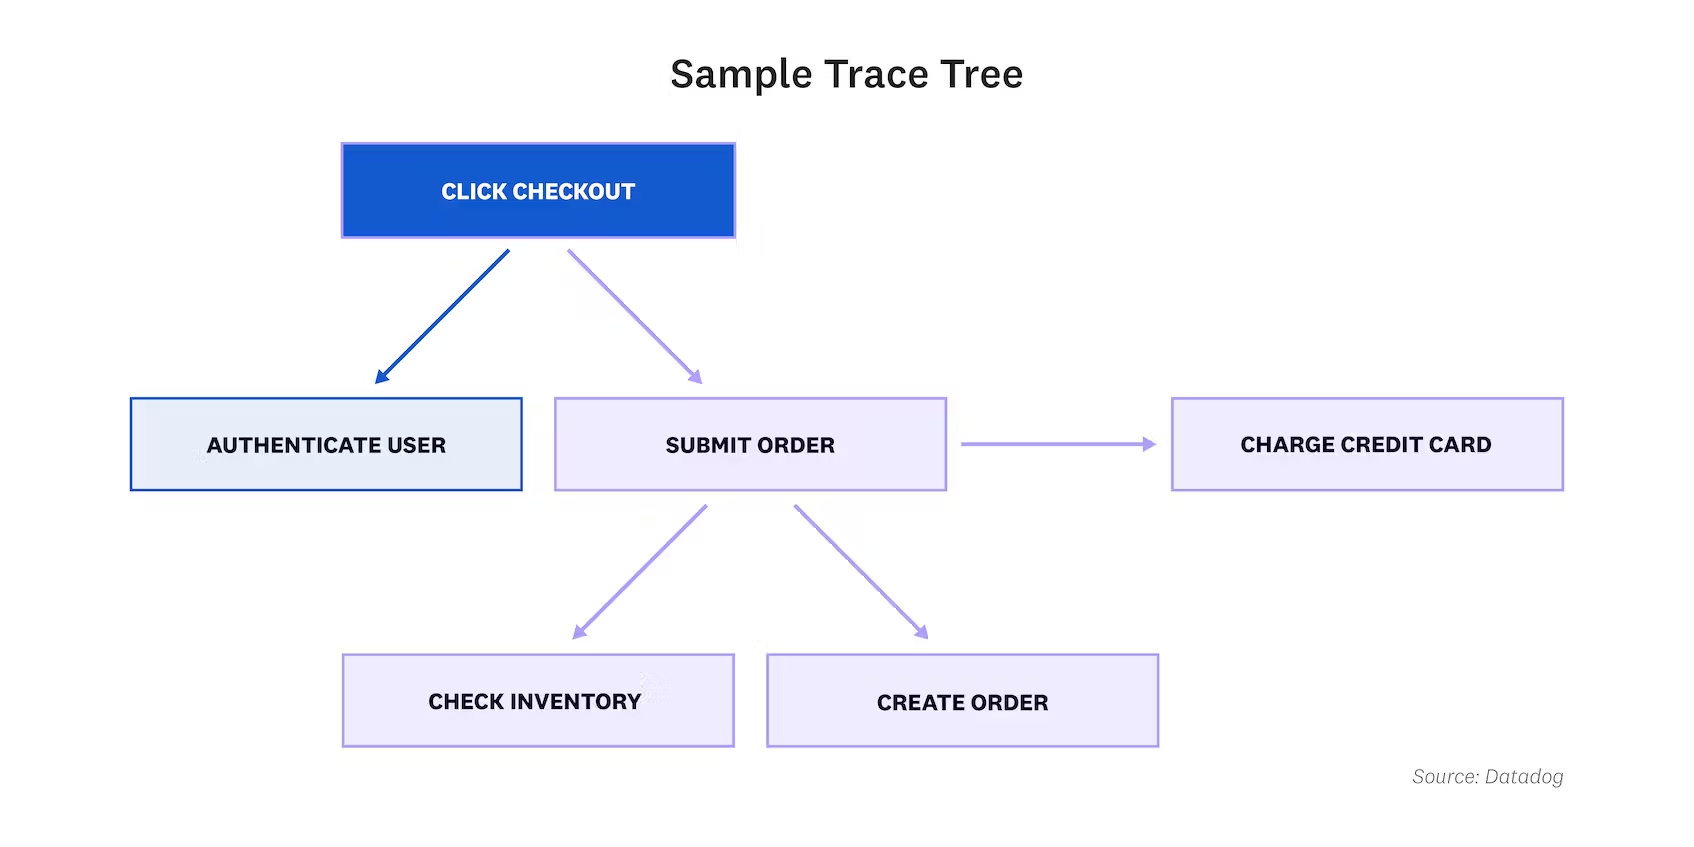 Sample Trace Tree
CLICK CHECKOUT
AUTHENTICATE USER
SUBMIT ORDER
CHARGE CREDIT CARD
CHECK INVENTORY
CREATE ORDER
Source: Datadog